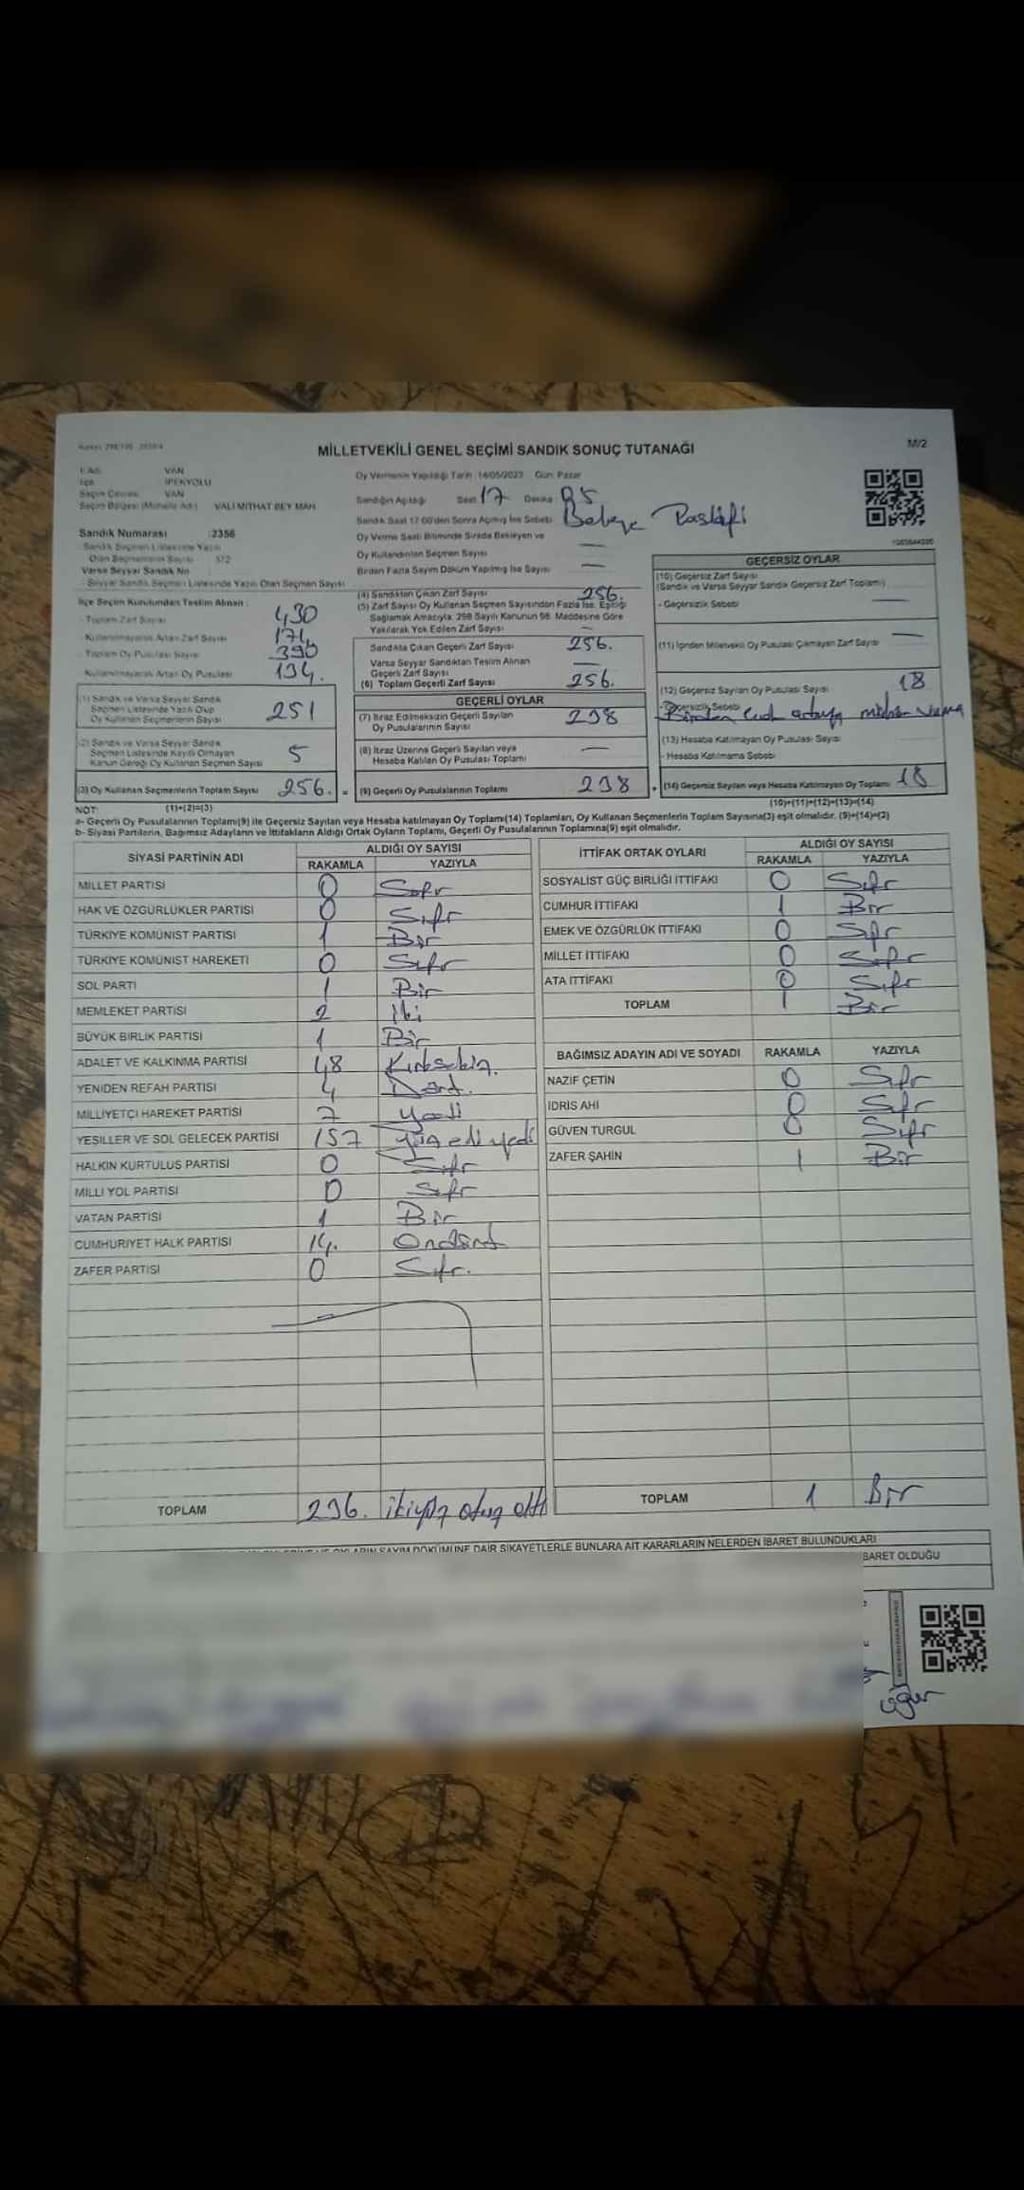 MİLLETVEKİLİ GENEL SEÇİMİ SANDIK SONUÇ TUTANAĞI
M/2
İl Adı VAN
İlçe İPEKYOLU
Seçim Çevresi VAN
Seçim Bölgesi (Mahalle Adı) VALİ MİTHAT BEY MAH
Oy Vermenin Yapıldığı Tarih :14/05/2023 Gün: Pazar
Sandığın Açıldığı Saat 17 Dakika
Sandık Saat 17:00'den Sonra Açılmış İse Sebebi
Oy Verme Saati Bitiminde Sırada Bekleyen ve
Oy Kullandırılan Seçmen Sayısı —
Birden Fazla Sayım Döküm Yapılmış İse Sayısı —
Sandık Numarası :2356
Sandık Seçmen Listesinde Yazılı
Olan Seçmenlerin Sayısı 372
Varsa Seyyar Sandık No :
Seyyar Sandık Seçmen Listesinde Yazılı Olan Seçmen Sayısı
İlçe Seçim Kurulundan Teslim Alınan :
- Toplam Zarf Sayısı 430
Kullanılmayarak Artan Zarf Sayısı 174
- Toplam Oy Pusulası Sayısı 390
Kullanılmayarak Artan Oy Pusulası 134.
(1) Sandık ve Varsa Seyyar Sandık
Seçmen Listesinde Yazılı Olup
Oy Kullanan Seçmenlerin Sayısı 251
(2) Sandık ve Varsa Seyyar Sandık
Seçmen Listesinde Kayıtlı Olmayan
Kanun Gereği Oy Kullanan Seçmen Sayısı 5
(3) Oy Kullanan Seçmenlerin Toplam Sayısı 256. =
(4) Sandıktan Çıkan Zarf Sayısı 256.
(5) Zarf Sayısı Oy Kullanan Seçmen Sayısından Fazla İse, Eşitliği
Sağlamak Amacıyla, 298 Sayılı Kanunun 98. Maddesine Göre
Yakılarak Yok Edilen Zarf Sayısı —
Sandıkta Çıkan Geçerli Zarf Sayısı 256.
Varsa Seyyar Sandıktan Teslim Alınan
Geçerli Zarf Sayısı —
(6) Toplam Geçerli Zarf Sayısı 256.
GEÇERLİ OYLAR
(7) İtiraz Edilmeksizin Geçerli Sayılan
Oy Pusulalarının Sayısı 238
(8) İtiraz Üzerine Geçerli Sayılan veya
Hesaba Katılan Oy Pusulası Toplamı —
(9) Geçerli Oy Pusulalarının Toplamı 238 +
GEÇERSİZ OYLAR
(10) Geçersiz Zarf Sayısı
(Sandık ve Varsa Seyyar Sandık Geçersiz Zarf Toplamı)
- Geçersizlik Sebebi —
(11) İçinden Milletvekili Oy Pusulası Çıkmayan Zarf Sayısı —
(12) Geçersiz Sayılan Oy Pusulası Sayısı 18
- Geçersizlik Sebebi Birden
(13) Hesaba Katılmayan Oy Pusulası Sayısı
- Hesaba Katılmama Sebebi
(14) Geçersiz Sayılan veya Hesaba Katılmayan Oy Toplamı 18
(10)+(11)+(12)+(13)=(14)
NOT: (1)+(2)=(3)
a- Geçerli Oy Pusulalarının Toplamı(9) ile Geçersiz Sayılan veya Hesaba katılmayan Oy Toplamı(14) Toplamları, Oy Kullanan Seçmenlerin Toplam Sayısına(3) eşit olmalıdır. (9)+(14)=(3)
b- Siyasi Partilerin, Bağımsız Adayların ve İttifakların Aldığı Ortak Oyların Toplamı, Geçerli Oy Pusulalarının Toplamına(9) eşit olmalıdır.
SİYASİ PARTİNİN ADI
ALDIĞI OY SAYISI
RAKAMLA YAZIYLA
MİLLET PARTİSİ 0 Sıfır
HAK VE ÖZGÜRLÜKLER PARTİSİ 0 Sıfır
TÜRKİYE KOMÜNİST PARTİSİ 1 Bir
TÜRKİYE KOMÜNİST HAREKETİ 0 Sıfır
SOL PARTİ 1 Bir
MEMLEKET PARTİSİ 2 İki
BÜYÜK BİRLİK PARTİSİ 1 Bir
ADALET VE KALKINMA PARTİSİ 48 Kırksekiz.
YENİDEN REFAH PARTİSİ 4 Dört.
MİLLİYETÇİ HAREKET PARTİSİ 7 Yedi
YEŞİLLER VE SOL GELECEK PARTİSİ 157 Yüz elli yedi
HALKIN KURTULUŞ PARTİSİ 0 Sıfır
MİLLİ YOL PARTİSİ 0 Sıfır
VATAN PARTİSİ 1 Bir
CUMHURİYET HALK PARTİSİ 14. Ondört
ZAFER PARTİSİ 0 Sıfır.
TOPLAM 236. ikiyüz otuz altı
İTTİFAK ORTAK OYLARI
ALDIĞI OY SAYISI
RAKAMLA YAZIYLA
SOSYALİST GÜÇ BİRLİĞİ İTTİFAKI 0 Sıfır
CUMHUR İTTİFAKI 1 Bir
EMEK VE ÖZGÜRLÜK İTTİFAKI 0 Sıfır
MİLLET İTTİFAKI 0 Sıfır
ATA İTTİFAKI 0 Sıfır
TOPLAM 1 Bir
BAĞIMSIZ ADAYIN ADI VE SOYADI RAKAMLA YAZIYLA
NAZİF ÇETİN 0 Sıfır
İDRİS AHİ 0 Sıfır
GÜVEN TURGUL 0 Sıfır
ZAFER ŞAHİN 1 Bir
TOPLAM 1 Bir
OYLARIN SAYIM DÖKÜMÜNE DAİR ŞİKAYETLERLE BUNLARA AİT KARARLARIN NELERDEN İBARET BULUNDUKLARI
BARET OLDUĞU